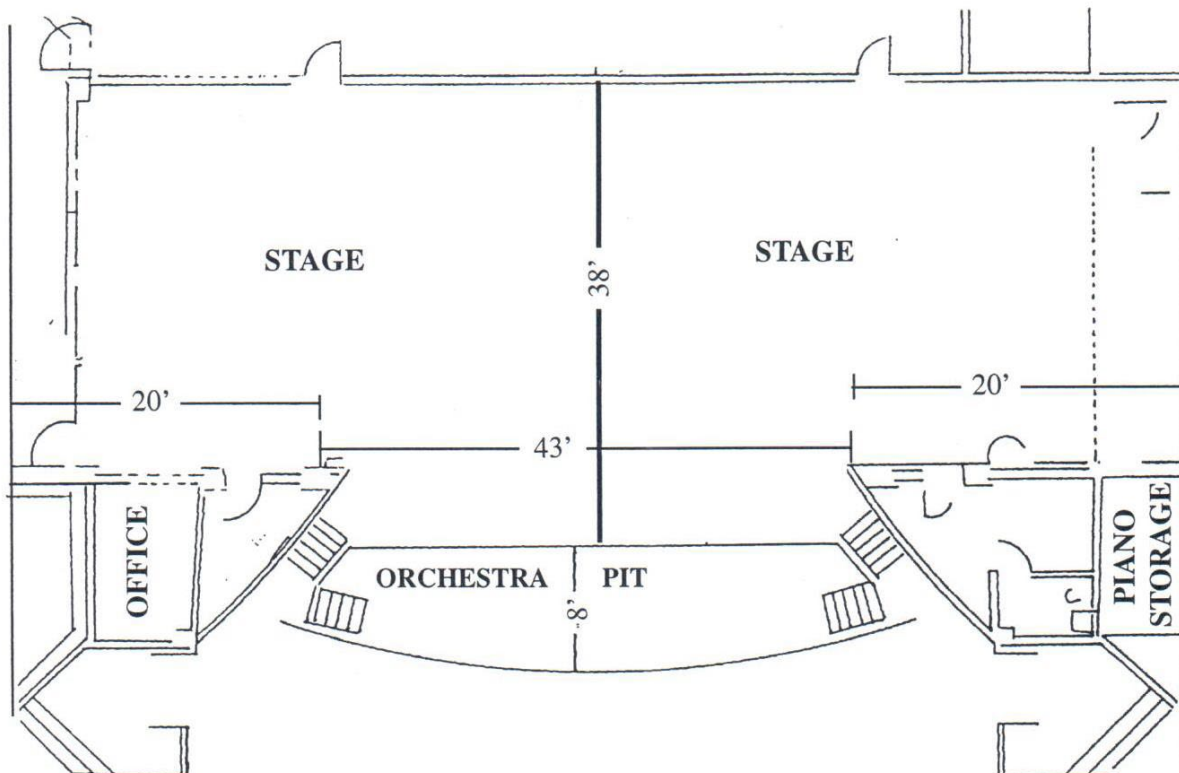 STAGE
STAGE
38’
20’
20’
43’
OFFICE
ORCHESTRA PIT
8’
PIANO
STORAGE